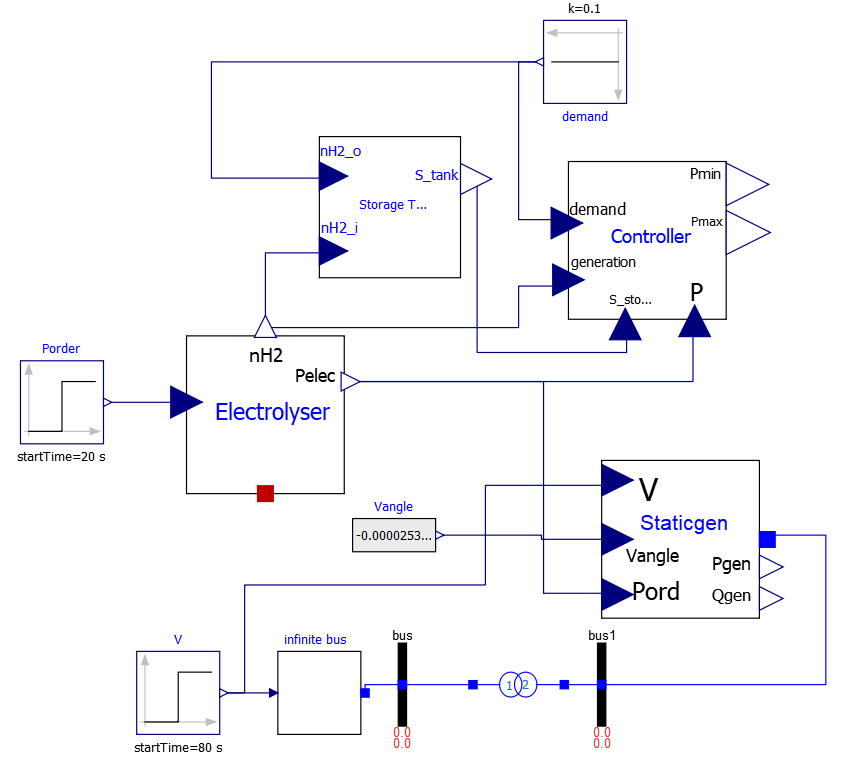 k=0.1
demand
nH2_o
S_tank
Storage T...
nH2_i
Pmin
demand
Pmax
Controller
generation
S_sto...
P
Porder
startTime=20 s
nH2
Pelec
Electrolyser
Vangle
-0.0000253...
V
Staticgen
Vangle
Pgen
Pord
Qgen
V
startTime=80 s
infinite bus
bus
0.0
0.0
1 2
bus1
0.0
0.0